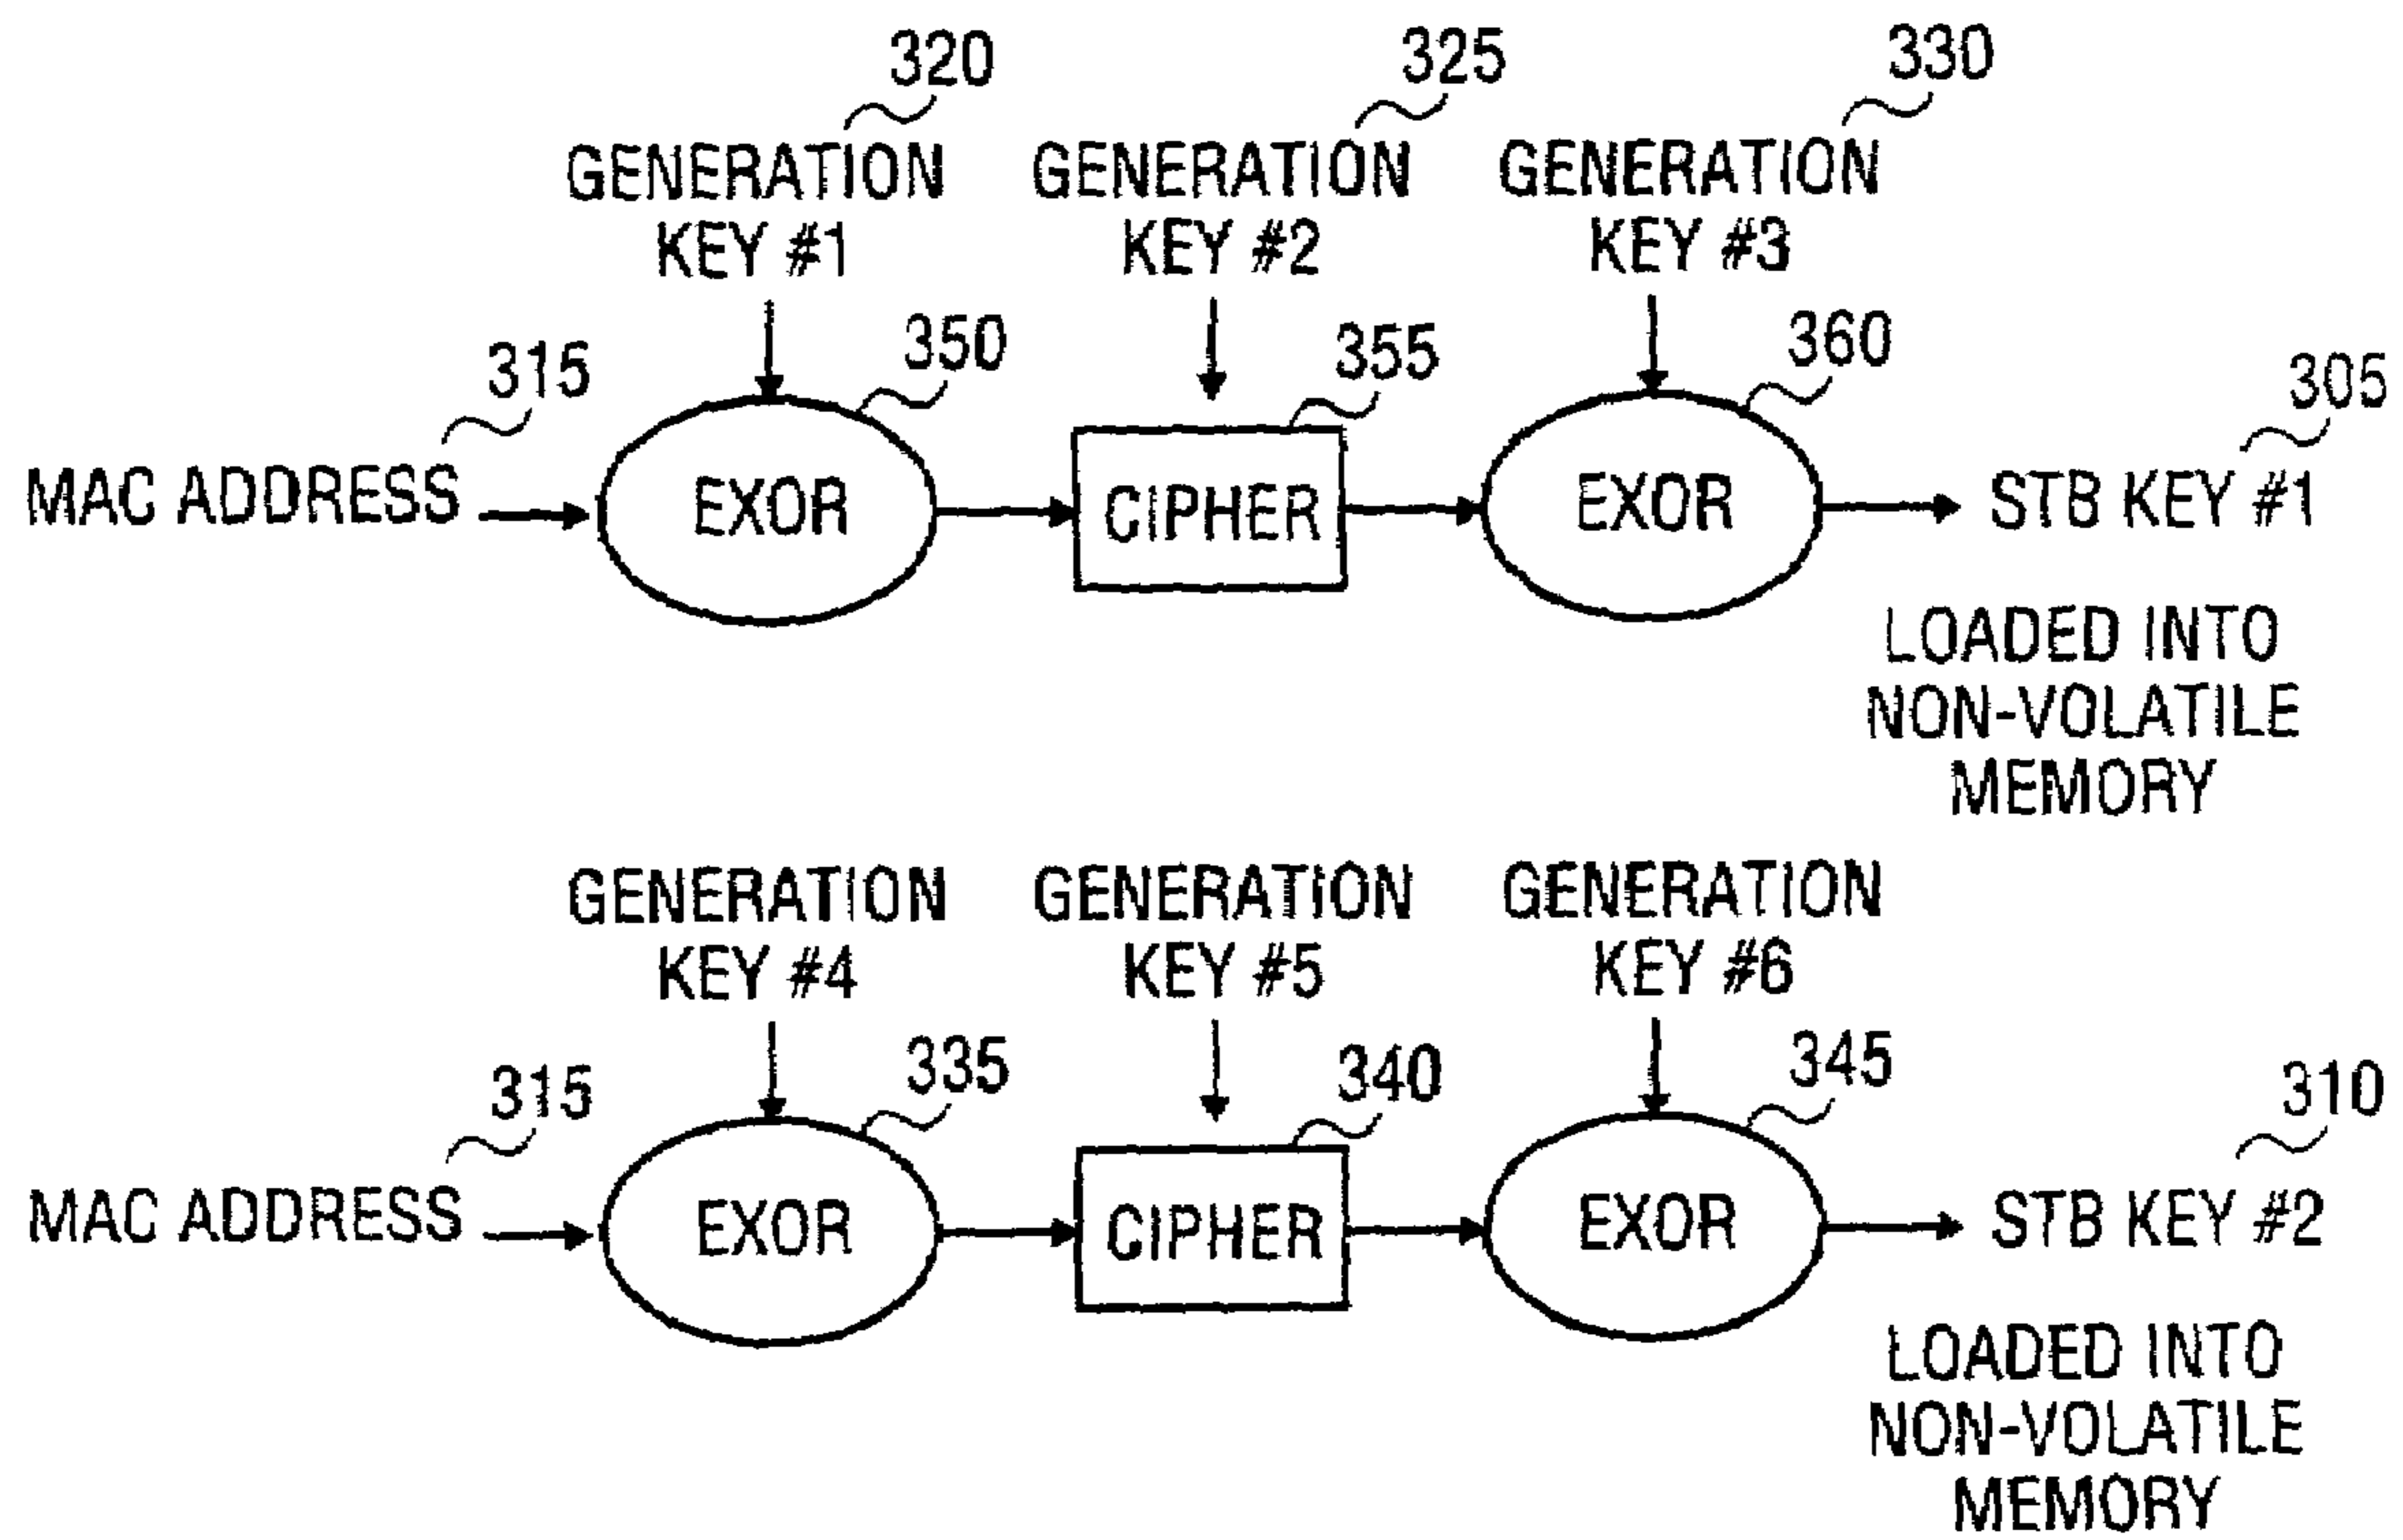 320 325 330
GENERATION GENERATION GENERATION
KEY #1 KEY #2 KEY #3
315 350 355 360 305
MAC ADDRESS EXOR CIPHER EXOR STB KEY #1
LOADED INTO
NON-VOLATILE
MEMORY
GENERATION GENERATION GENERATION
KEY #4 KEY #5 KEY #6
315 335 340 345 310
MAC ADDRESS EXOR CIPHER EXOR STB KEY #2
LOADED INTO
NON-VOLATILE
MEMORY